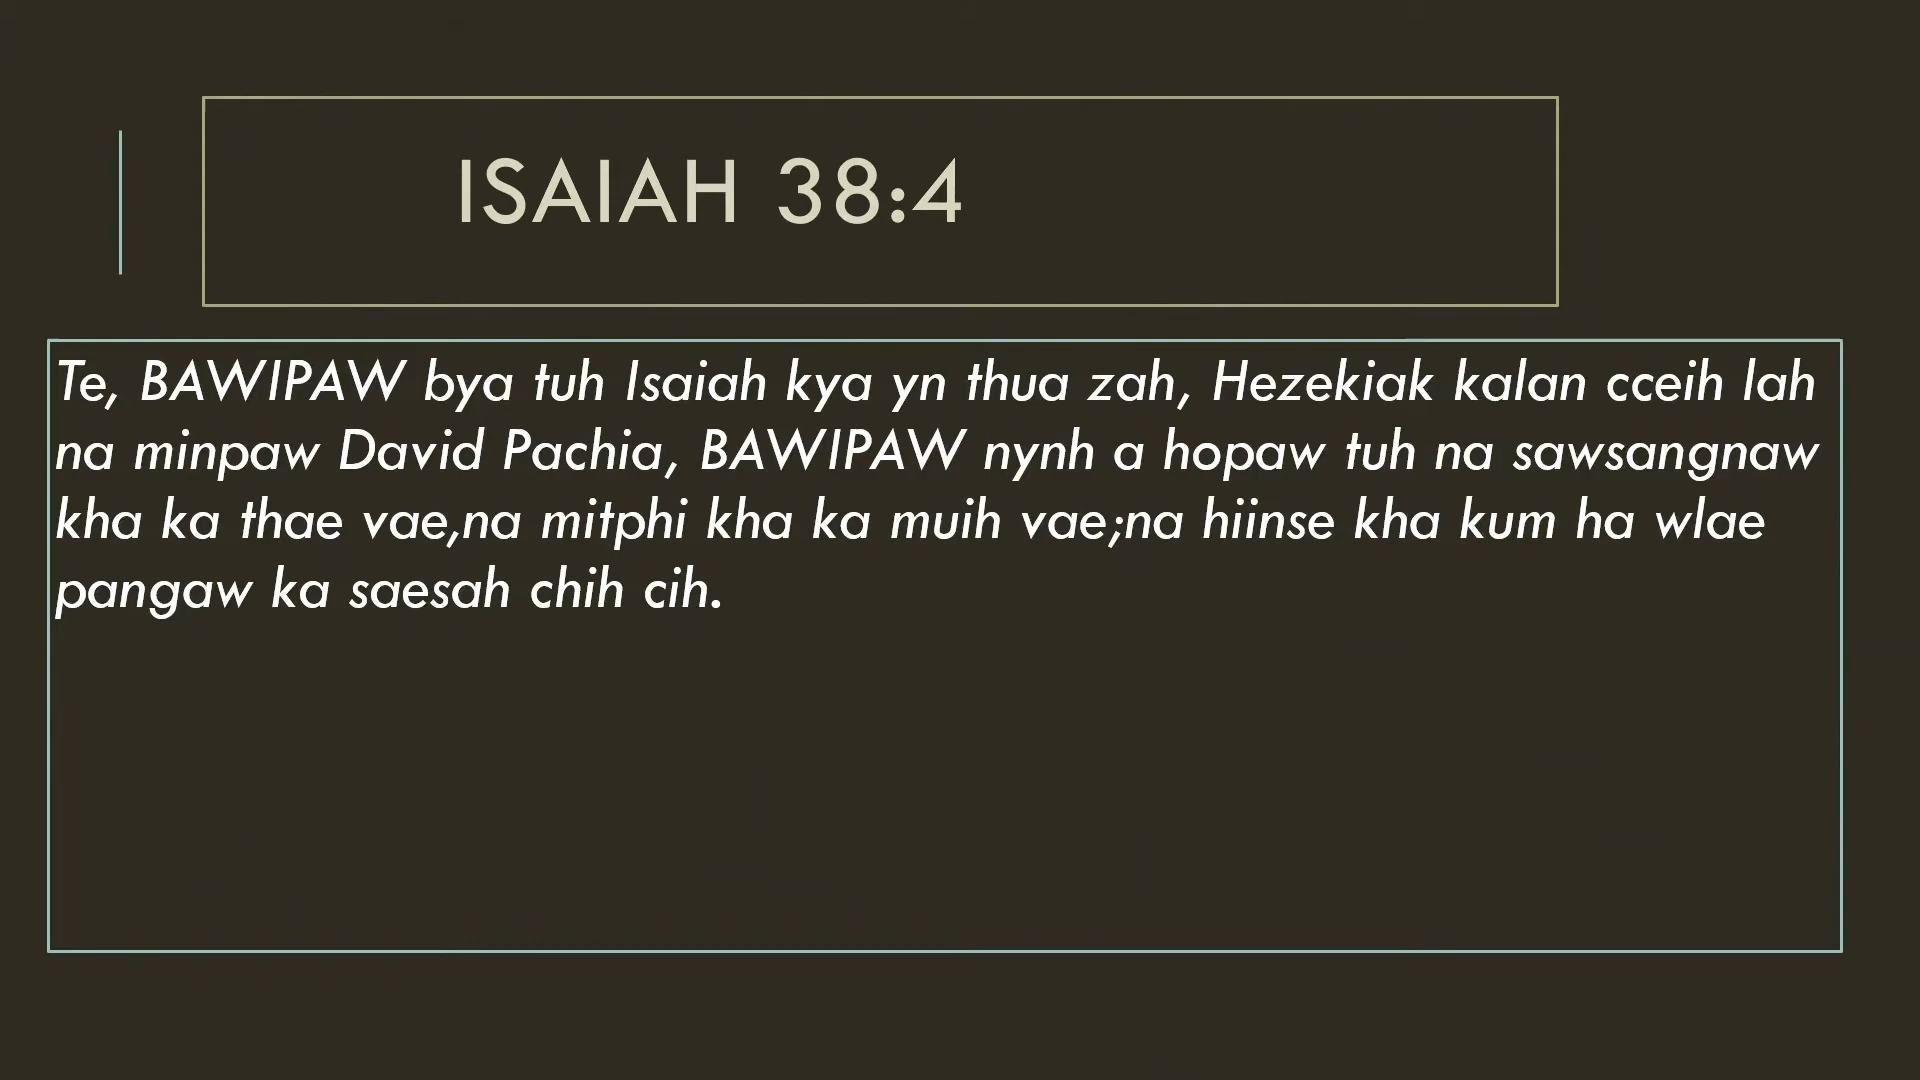 ISAIAH 38:4
Te, BAWIPAW bya tuh Isaiah kya yn thua zah, Hezekiak kalan cceih lah
na minpaw David Pachia, BAWIPAW nynh a hopaw tuh na sawsangnaw
kha ka thae vae,na mitphi kha ka muih vae;na hiinse kha kum ha wlae
pangaw ka saesah chih cih.